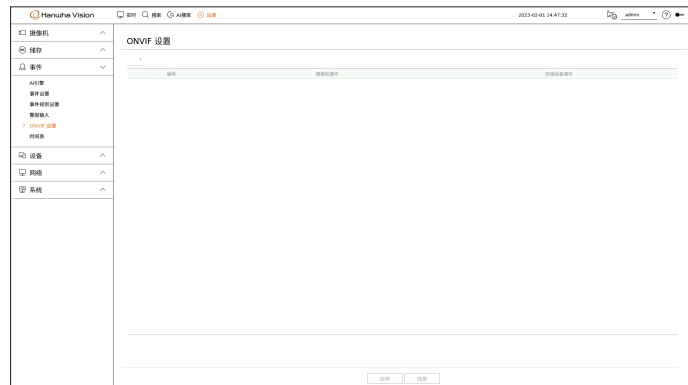 Hanwha Vision
实时 搜索 AI搜索 设置
2023-02-01 14:47:32
admin
摄像机
储存
事件
AI引擎
事件设置
事件规则设置
警报输入
ONVIF 设置
时间表
设备
网络
系统
ONVIF 设置
编号 摄像机事件 存储设备事件
应用 还原